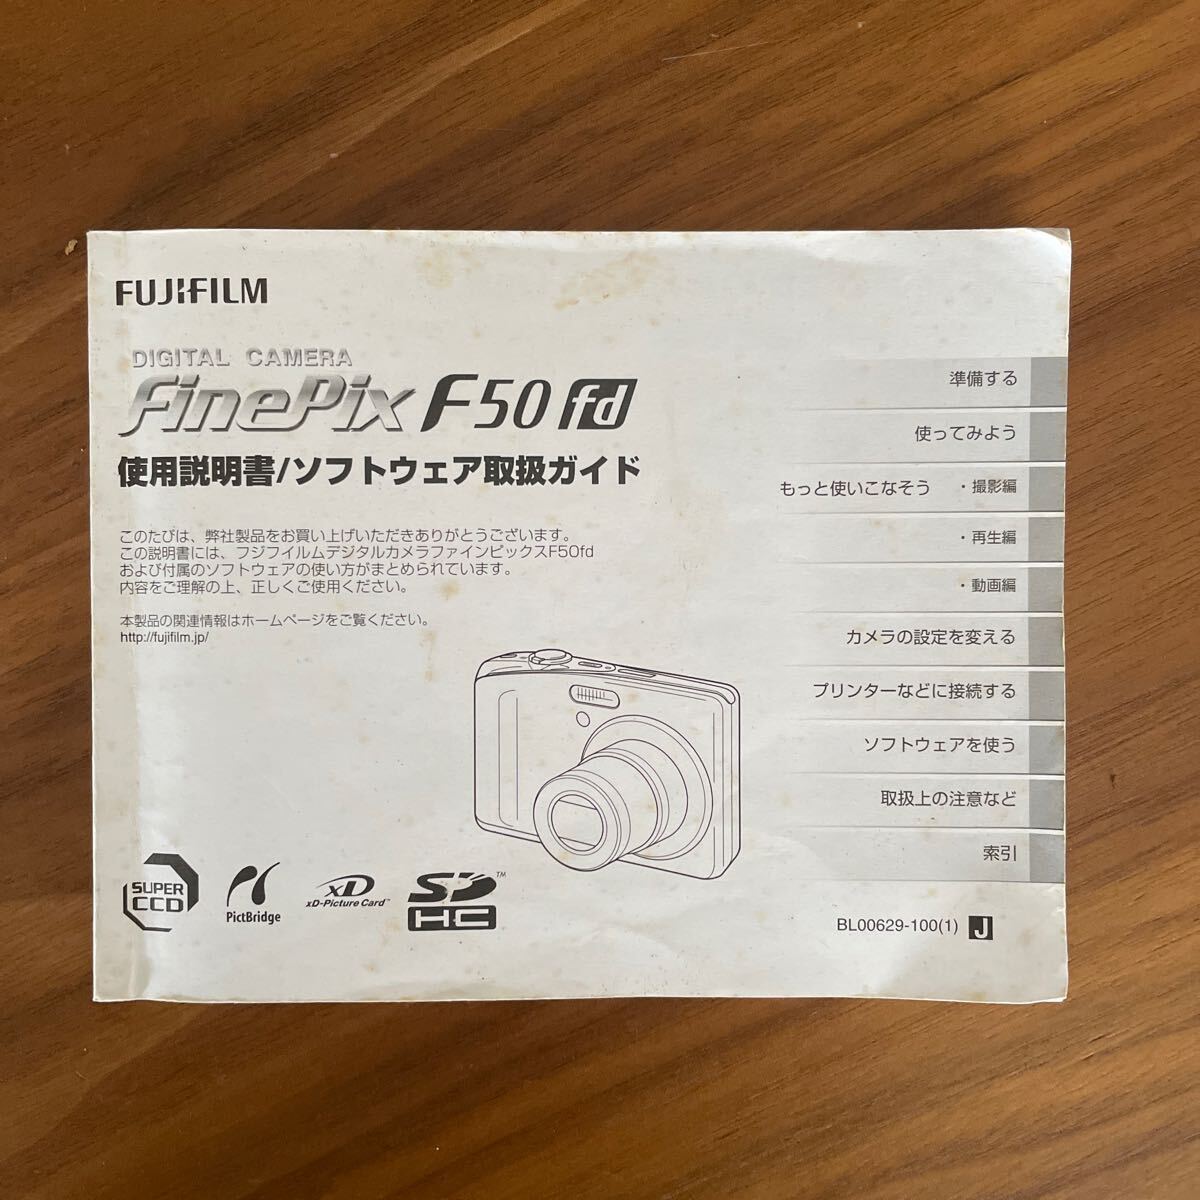 FUJIFILM
DIGITAL CAMERA
FinePix F50 fd
使用説明書/ソフトウェア取扱ガイド
このたびは、弊社製品をお買い上げいただきありがとうございます。
この説明書には、フジフイルムデジタルカメラファインピックスF50fd
および付属のソフトウェアの使い方がまとめられています。
内容をご理解の上、正しくご使用ください。
本製品の関連情報はホームページをご覧ください。
http://fujifilm.jp/
準備する
使ってみよう
もっと使いこなそう ・撮影編
・再生編
・動画編
カメラの設定を変える
プリンターなどに接続する
ソフトウェアを使う
取扱上の注意など
索引
SUPER
CCD
PictBridge
xD
xD-Picture Card™
SD™
HC
BL00629-100(1) J